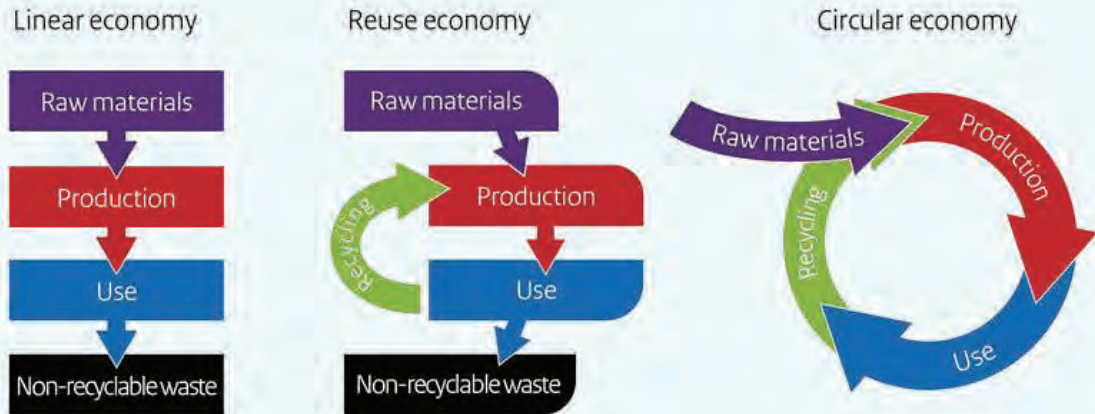 Linear economy
Raw materials
Production
Use
Non-recyclable waste
Reuse economy
Raw materials
Production
Recycling
Use
Non-recyclable waste
Circular economy
Raw materials
Production
Recycling
Use